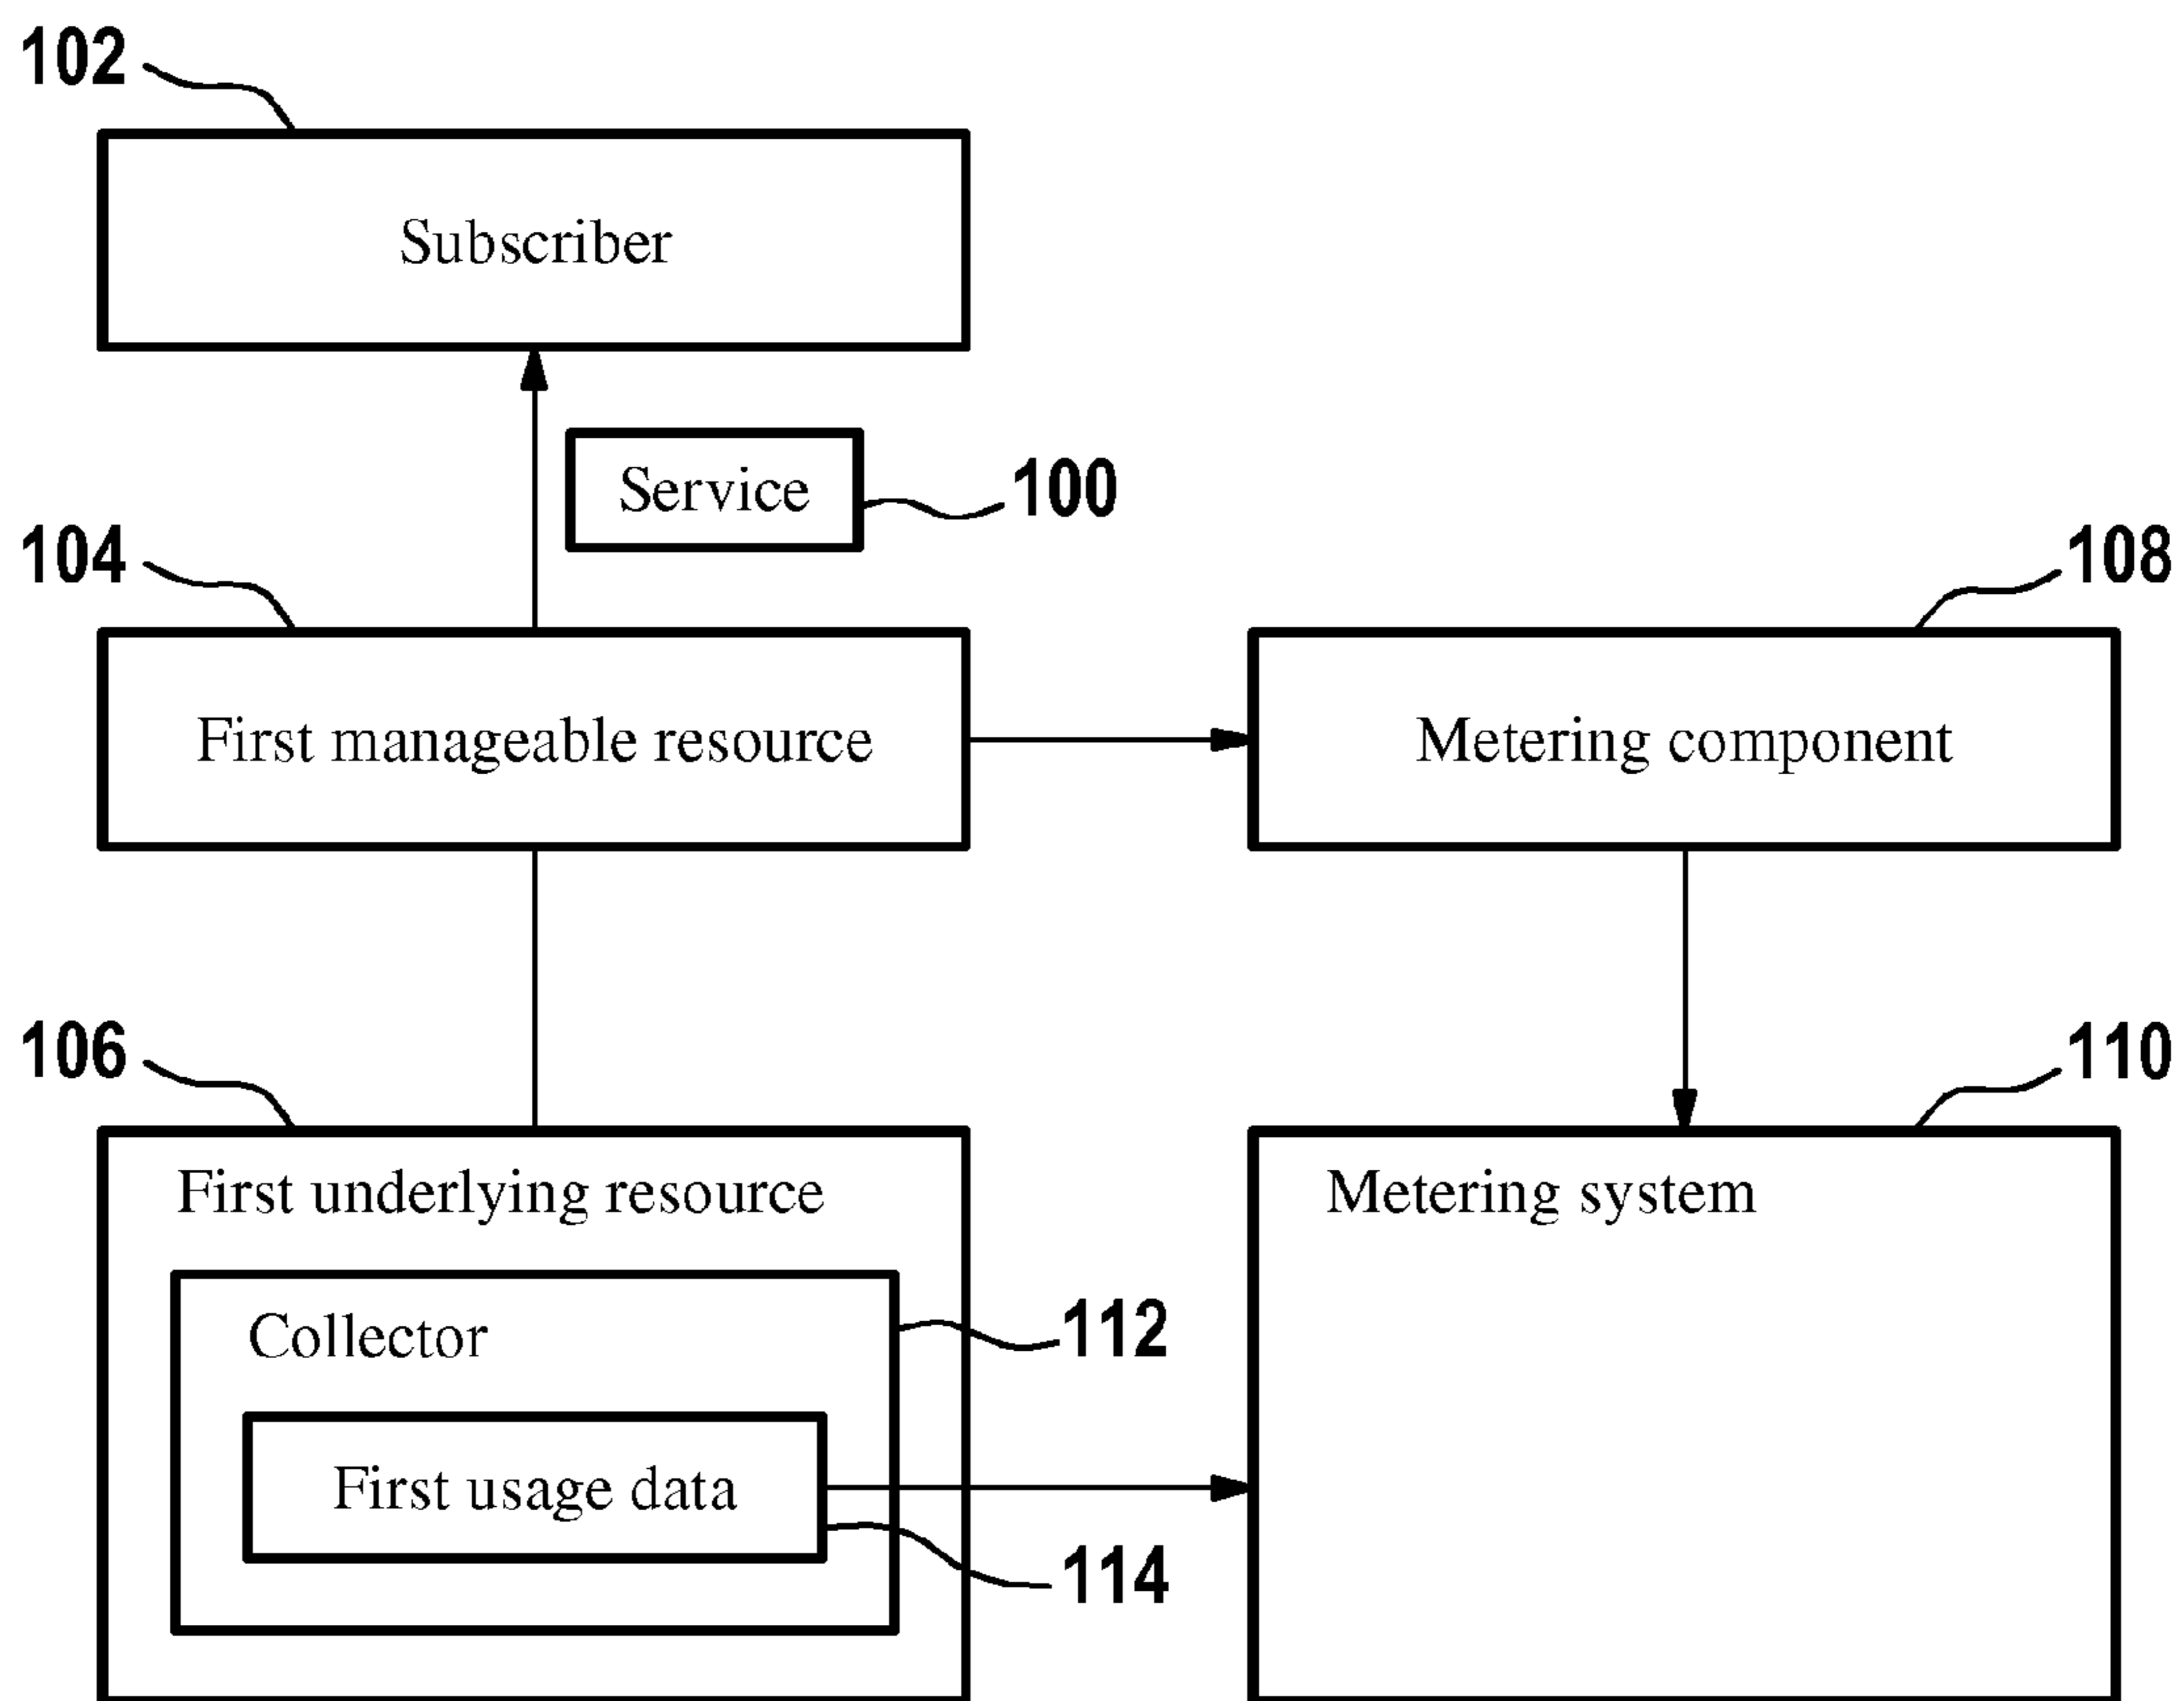 102
Subscriber
Service
100
104
108
First manageable resource
Metering component
106
110
First underlying resource
Metering system
Collector
112
First usage data
114